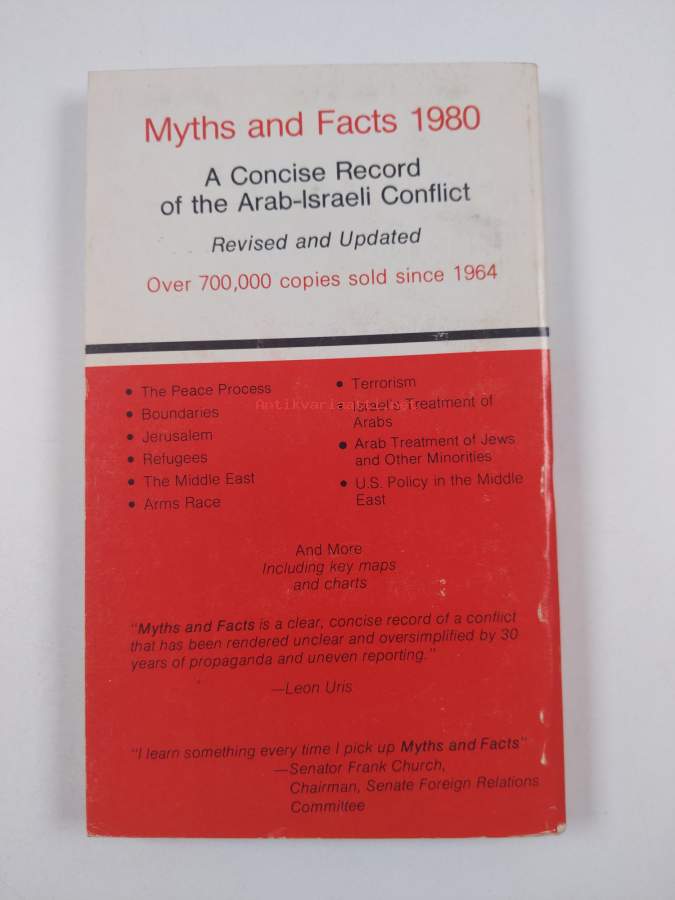 Myths and Facts 1980
A Concise Record
of the Arab-Israeli Conflict
Revised and Updated
Over 700,000 copies sold since 1964
• The Peace Process
• Boundaries
• Jerusalem
• Refugees
• The Middle East
• Arms Race
• Terrorism
• Israel's Treatment of
Arabs
• Arab Treatment of Jews
and Other Minorities
• U.S. Policy in the Middle
East
And More
Including key maps
and charts
"Myths and Facts is a clear, concise record of a conflict
that has been rendered unclear and oversimplified by 30
years of propaganda and uneven reporting."
—Leon Uris
"I learn something every time I pick up Myths and Facts"
—Senator Frank Church,
Chairman, Senate Foreign Relations
Committee